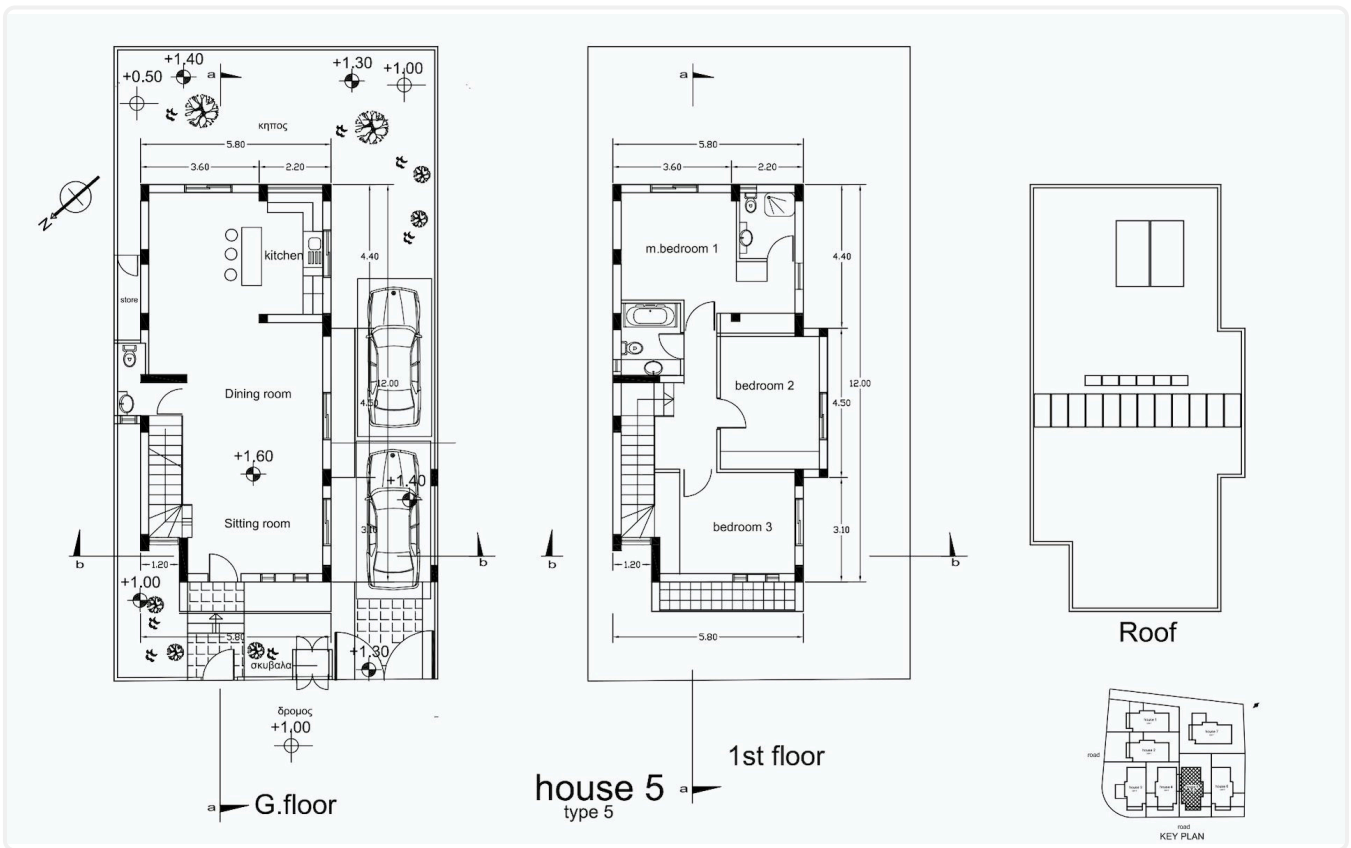 +1.40
+0.50
a
+1.30
+1.00
κηπος
5.80
3.60
2.20
N
kitchen
4.40
store
12.00
Dining room
4.50
+1.60
+1.40
Sitting room
3.10
b
b
1.20
+1.00
5.80
σκυβαλα
+1.30
δρομος
+1.00
a
G.floor
a
5.80
3.60
2.20
m.bedroom 1
4.40
bedroom 2
12.00
4.50
bedroom 3
3.10
b
b
1.20
5.80
1st floor
a
house 5
type 5
Roof
road
road
KEY PLAN